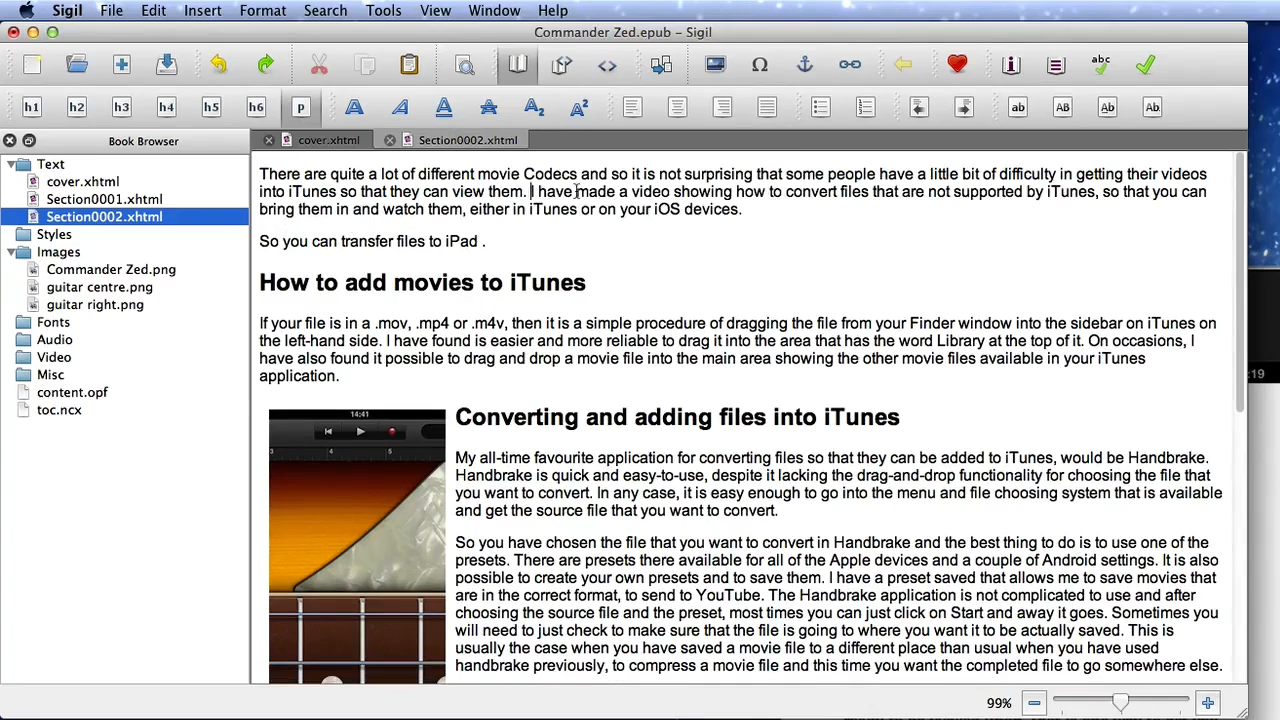 Sigil File Edit Insert Format Search Tools View Window Help
Commander Zed.epub - Sigil
abc
h1 h2 h3 h4 h5 h6 p A A A A A2 A2 ab AB Ab Ab
Book Browser
cover.xhtml Section0002.xhtml
Text
cover.xhtml
Section0001.xhtml
Section0002.xhtml
Styles
Images
Commander Zed.png
guitar centre.png
guitar right.png
Fonts
Audio
Video
Misc
content.opf
toc.ncx
There are quite a lot of different movie Codecs and so it is not surprising that some people have a little bit of difficulty in getting their videos
into iTunes so that they can view them. I have made a video showing how to convert files that are not supported by iTunes, so that you can
bring them in and watch them, either in iTunes or on your iOS devices.
So you can transfer files to iPad .
How to add movies to iTunes
If your file is in a .mov, .mp4 or .m4v, then it is a simple procedure of dragging the file from your Finder window into the sidebar on iTunes on
the left-hand side. I have found is easier and more reliable to drag it into the area that has the word Library at the top of it. On occasions, I
have also found it possible to drag and drop a movie file into the main area showing the other movie files available in your iTunes
application.
14:41
3 4 5
Converting and adding files into iTunes
My all-time favourite application for converting files so that they can be added to iTunes, would be Handbrake.
Handbrake is quick and easy-to-use, despite it lacking the drag-and-drop functionality for choosing the file that
you want to convert. In any case, it is easy enough to go into the menu and file choosing system that is available
and get the source file that you want to convert.
So you have chosen the file that you want to convert in Handbrake and the best thing to do is to use one of the
presets. There are presets there available for all of the Apple devices and a couple of Android settings. It is also
possible to create your own presets and to save them. I have a preset saved that allows me to save movies that
are in the correct format, to send to YouTube. The Handbrake application is not complicated to use and after
choosing the source file and the preset, most times you can just click on Start and away it goes. Sometimes you
will need to just check to make sure that the file is going to where you want it to be actually saved. This is
usually the case when you have saved a movie file to a different place than usual when you have used
handbrake previously, to compress a movie file and this time you want the completed file to go somewhere else.
:19
99%